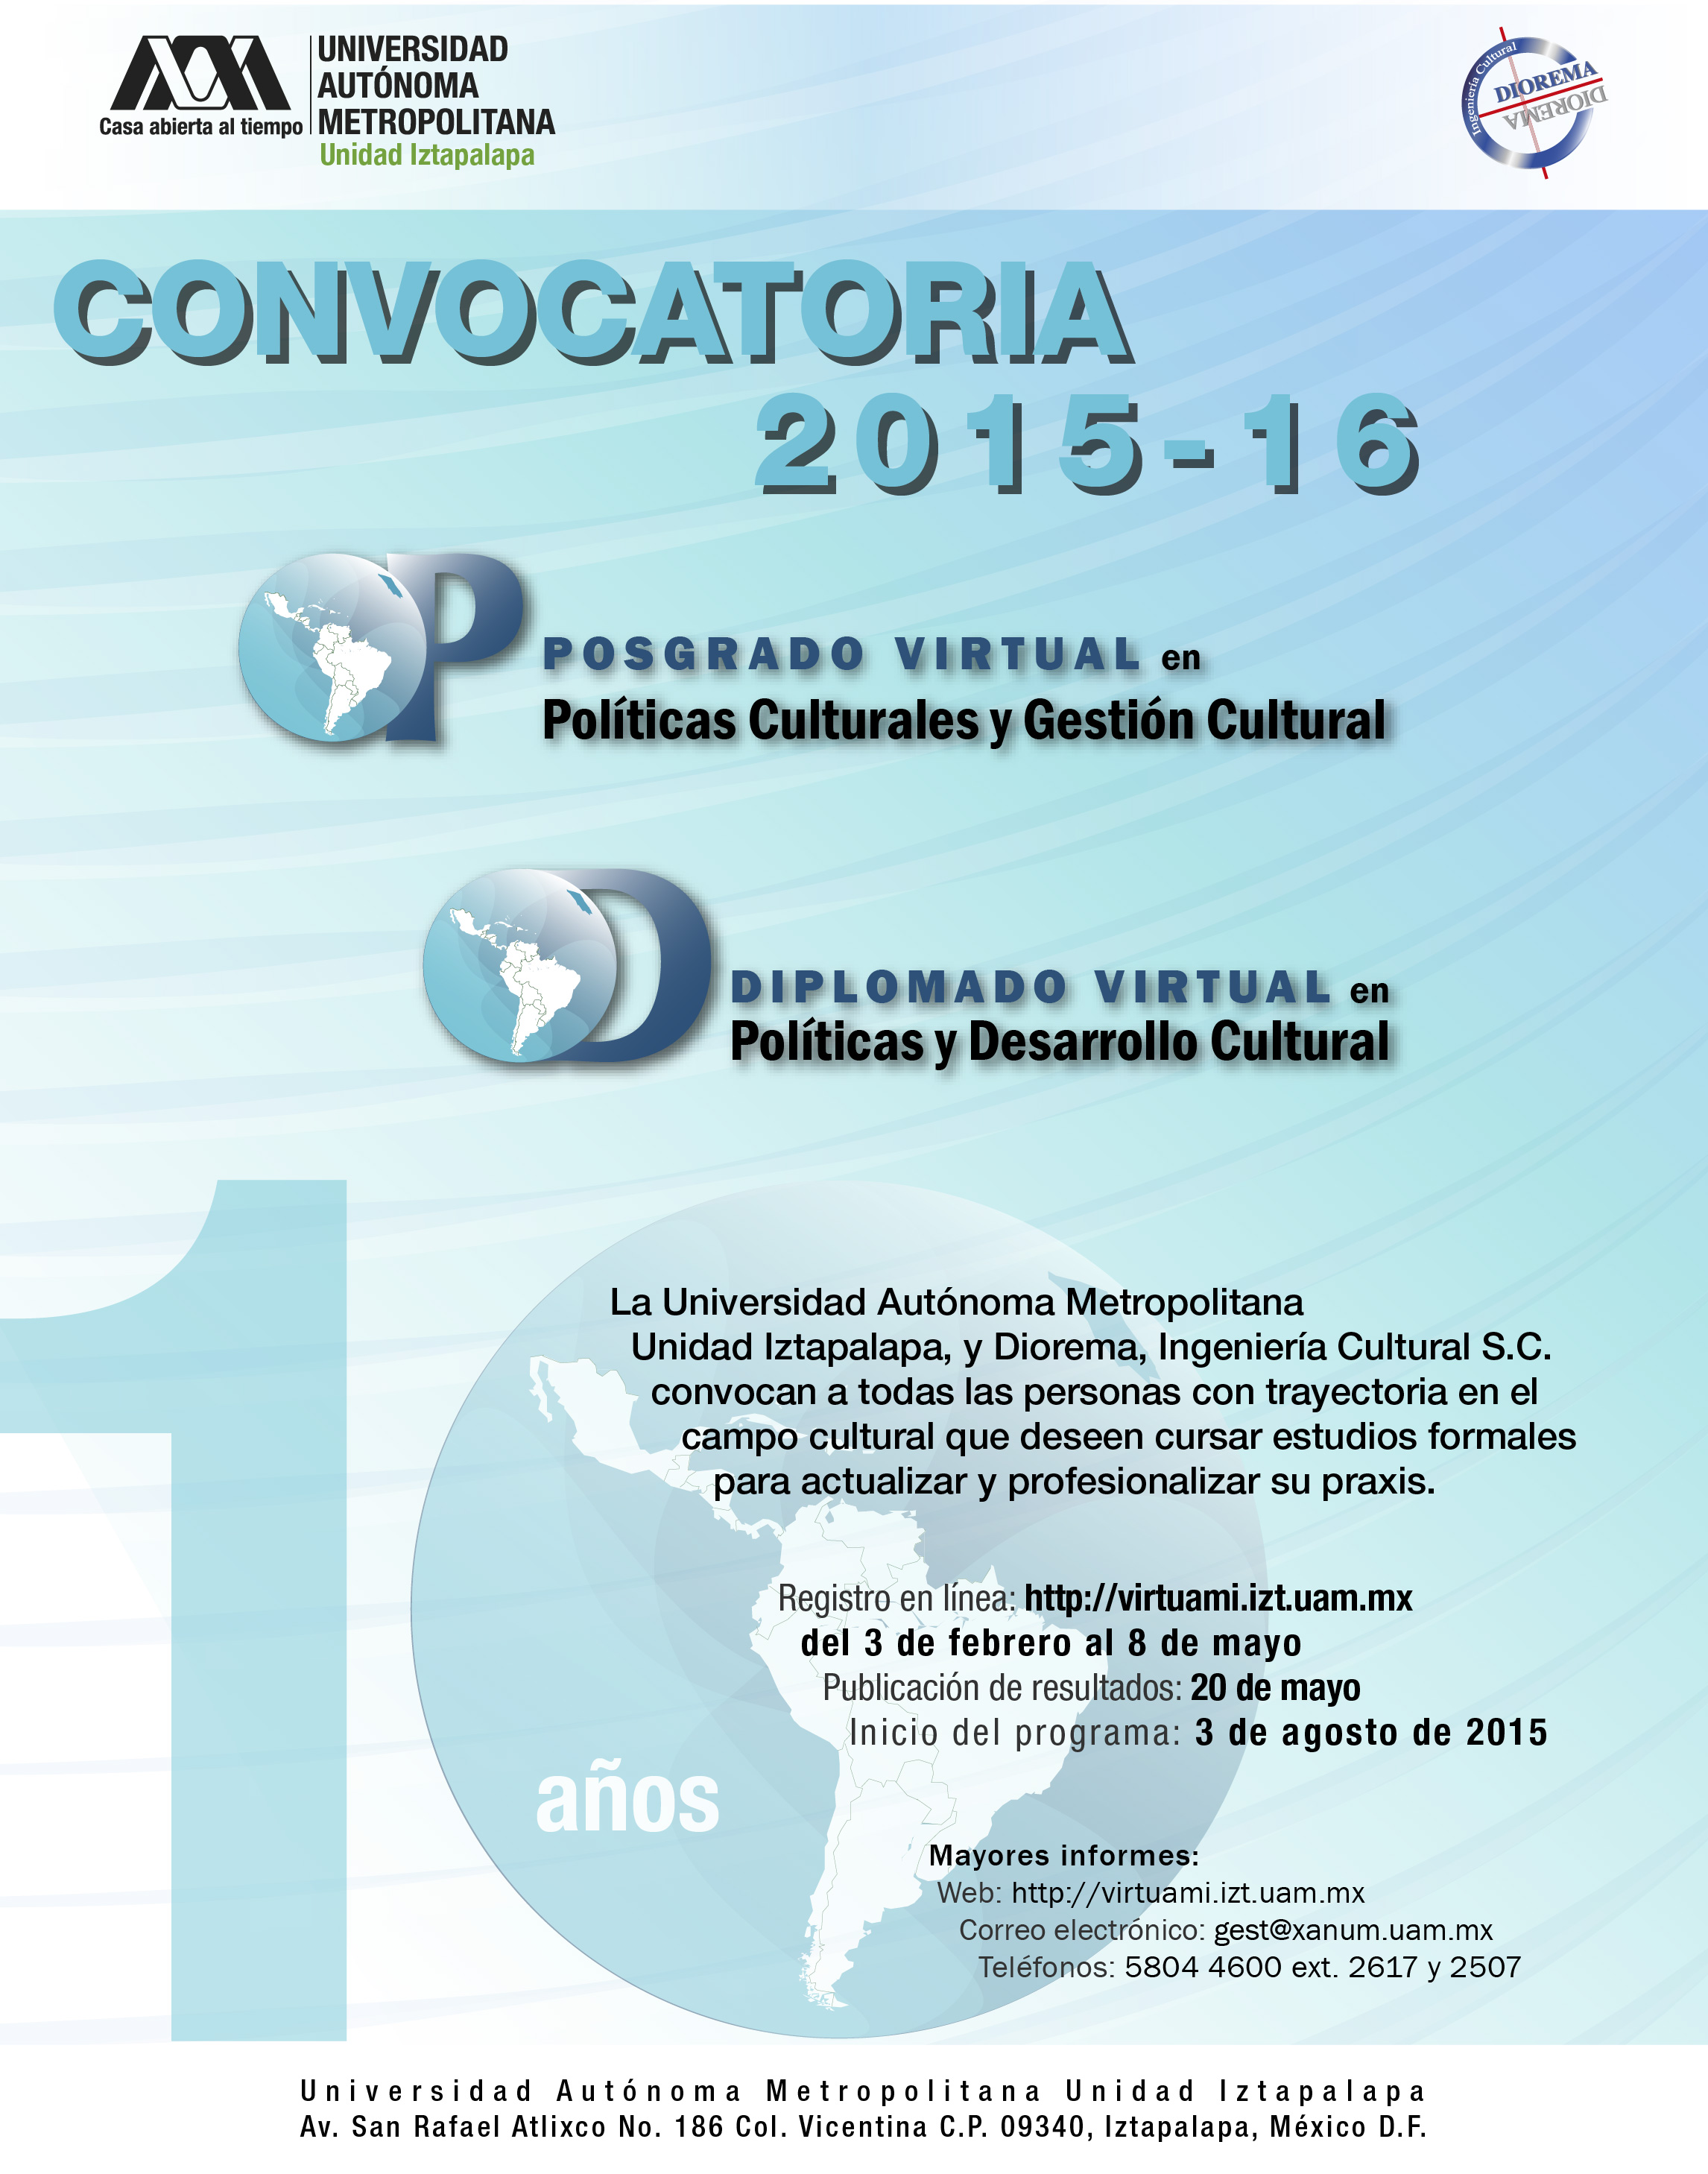 UNIVERSIDAD
AUTÓNOMA
METROPOLITANA
Casa abierta al tiempo
Unidad Iztapalapa
Ingeniería Cultural
DIOREMA
DIOREMA
CONVOCATORIA
2015-16
P
POSGRADO VIRTUAL en
Políticas Culturales y Gestión Cultural
D
DIPLOMADO VIRTUAL en
Políticas y Desarrollo Cultural
La Universidad Autónoma Metropolitana
Unidad Iztapalapa, y Diorema, Ingeniería Cultural S.C.
convocan a todas las personas con trayectoria en el
campo cultural que deseen cursar estudios formales
para actualizar y profesionalizar su praxis.
Registro en línea: http://virtuami.izt.uam.mx
del 3 de febrero al 8 de mayo
Publicación de resultados: 20 de mayo
Inicio del programa: 3 de agosto de 2015
10
años
Mayores informes:
Web: http://virtuami.izt.uam.mx
Correo electrónico: gest@xanum.uam.mx
Teléfonos: 5804 4600 ext. 2617 y 2507
Universidad Autónoma Metropolitana Unidad Iztapalapa
Av. San Rafael Atlixco No. 186 Col. Vicentina C.P. 09340, Iztapalapa, México D.F.